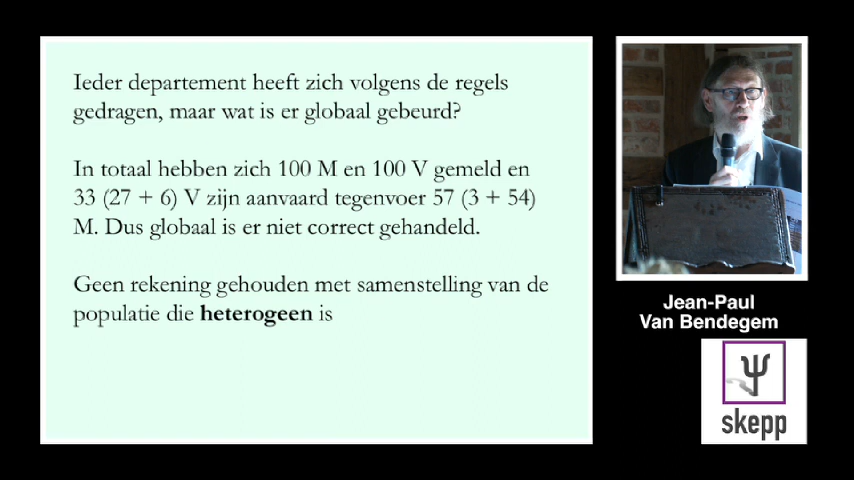 Ieder departement heeft zich volgens de regels
gedragen, maar wat is er globaal gebeurd?
In totaal hebben zich 100 M en 100 V gemeld en
33 (27 + 6) V zijn aanvaard tegenvoer 57 (3 + 54)
M. Dus globaal is er niet correct gehandeld.
Geen rekening gehouden met samenstelling van de
populatie die heterogeen is
Jean-Paul
Van Bendegem
skepp